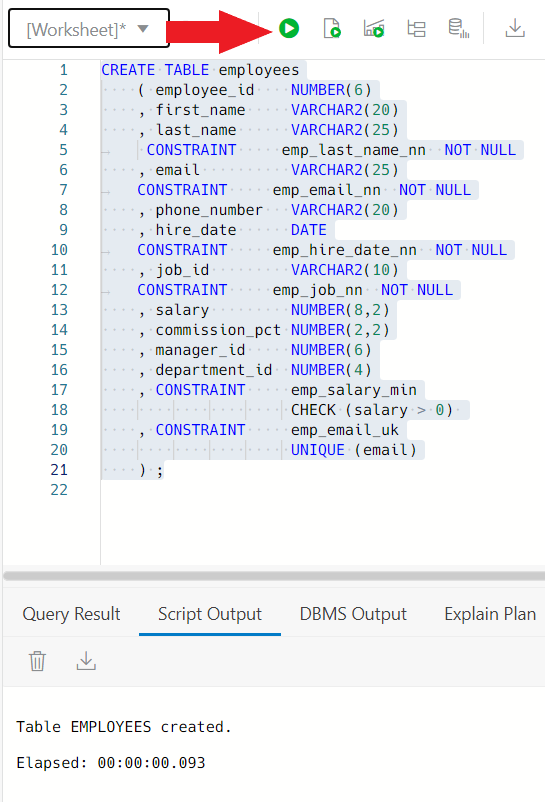 [Worksheet]*
1 CREATE TABLE employees
2 ( employee_id NUMBER(6)
3 , first_name VARCHAR2(20)
4 , last_name VARCHAR2(25)
5 CONSTRAINT emp_last_name_nn NOT NULL
6 , email VARCHAR2(25)
7 CONSTRAINT emp_email_nn NOT NULL
8 , phone_number VARCHAR2(20)
9 , hire_date DATE
10 CONSTRAINT emp_hire_date_nn NOT NULL
11 , job_id VARCHAR2(10)
12 CONSTRAINT emp_job_nn NOT NULL
13 , salary NUMBER(8,2)
14 , commission_pct NUMBER(2,2)
15 , manager_id NUMBER(6)
16 , department_id NUMBER(4)
17 , CONSTRAINT emp_salary_min
18 CHECK (salary > 0)
19 , CONSTRAINT emp_email_uk
20 UNIQUE (email)
21 ) ;
22
Query Result Script Output DBMS Output Explain Plan
Table EMPLOYEES created.
Elapsed: 00:00:00.093